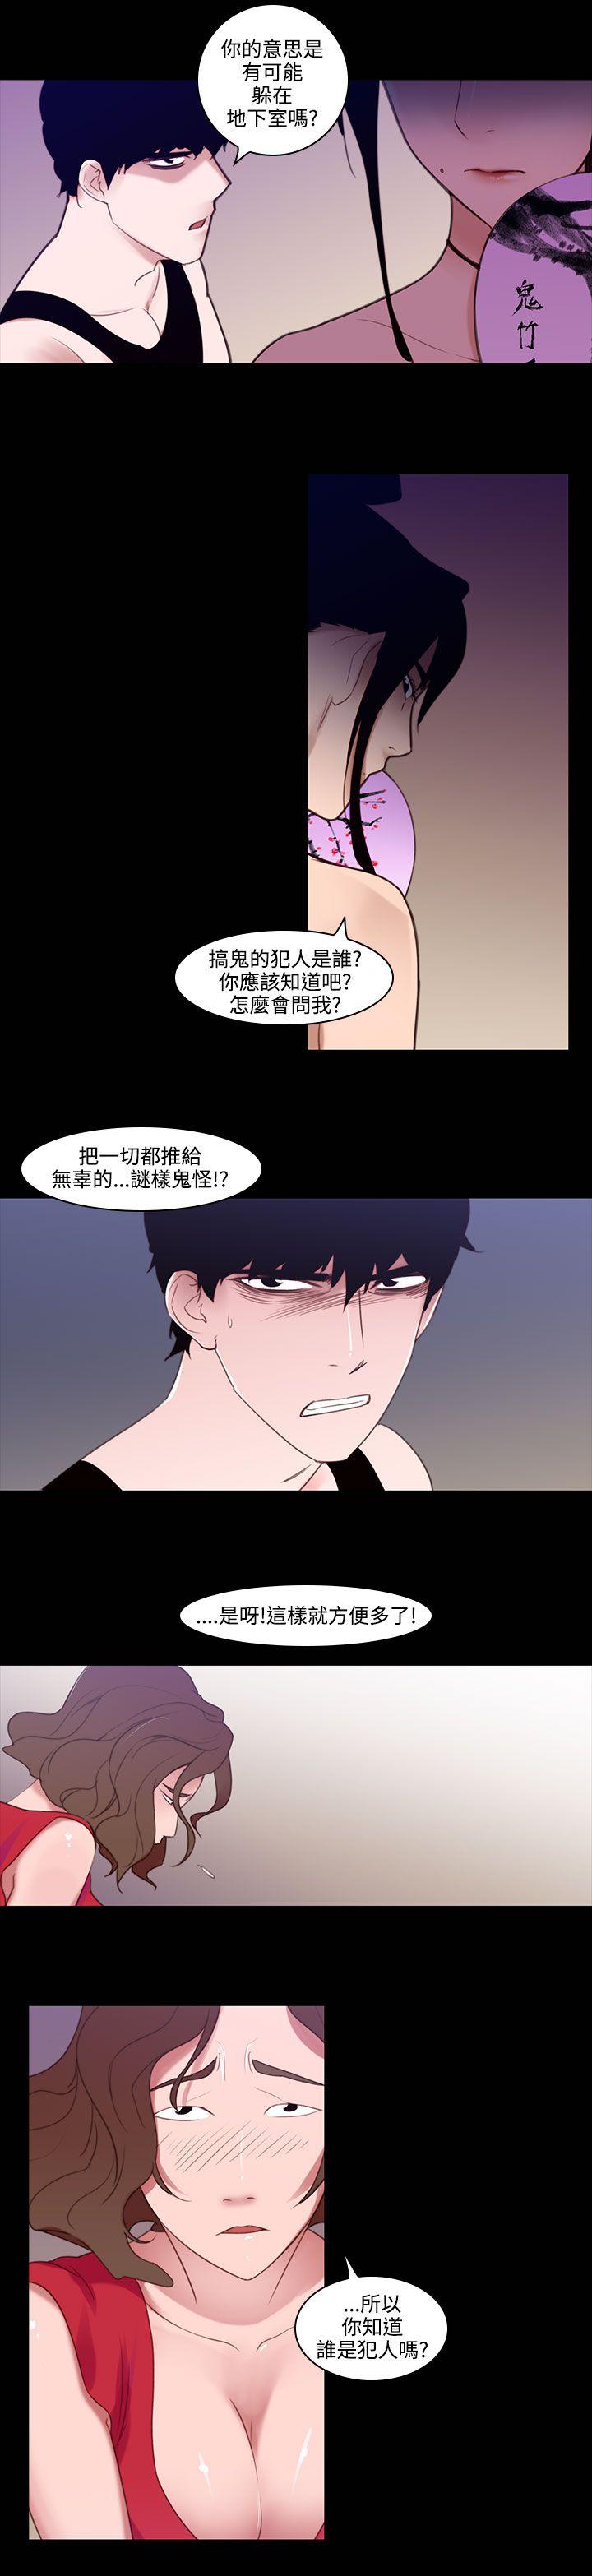 你的意思是
有可能
躲在
地下室嗎?
鬼竹
搞鬼的犯人是誰?
你應該知道吧?
怎麼會問我?
把一切都推給
無辜的...謎樣鬼怪!?
....是呀!這樣就方便多了!
...所以
你知道
誰是犯人嗎?